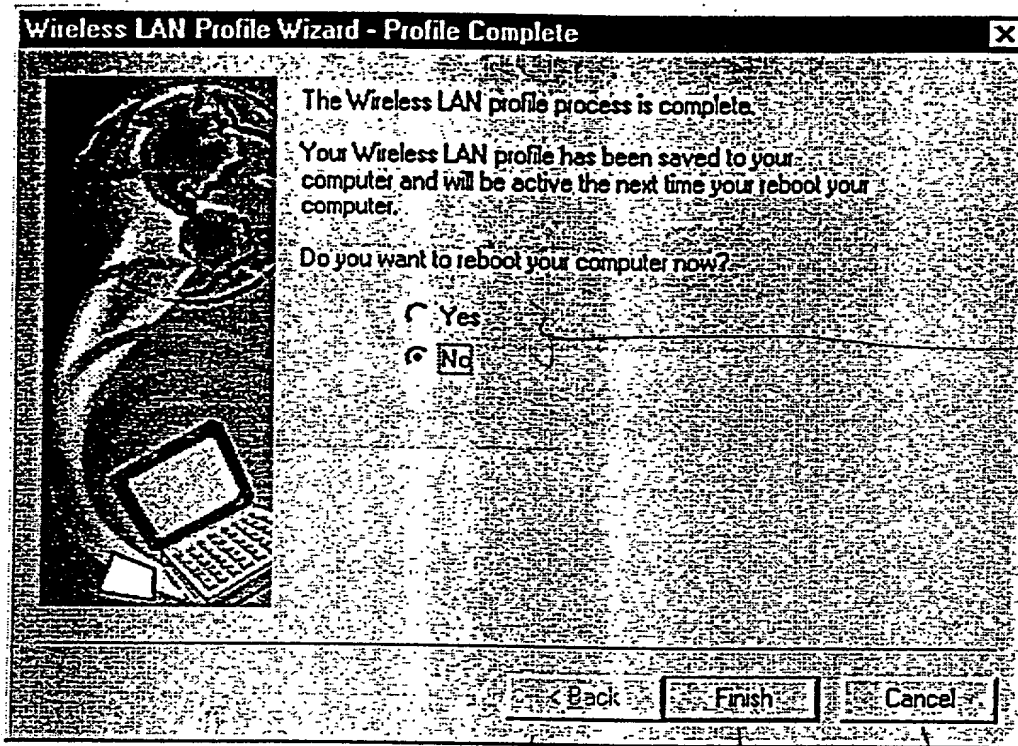 Wireless LAN Profile Wizard - Profile Complete
The Wireless LAN profile process is complete.
Your Wireless LAN profile has been saved to your
computer and will be active the next time your reboot your
computer.
Do you want to reboot your computer now?
Yes
No
< Back
Finish
Cancel